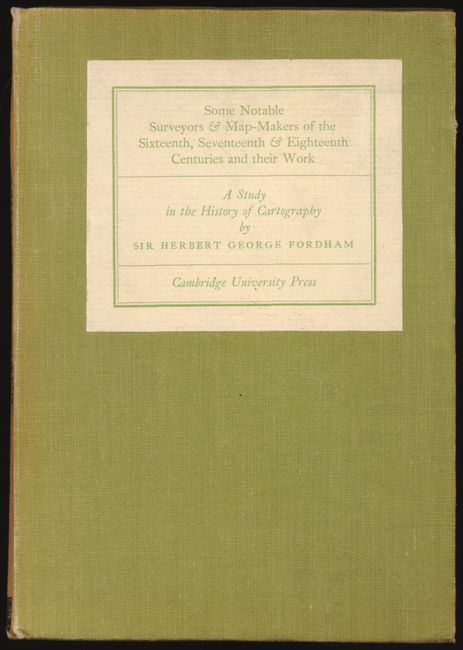 Some Notable
Surveyors & Map-Makers of the
Sixteenth, Seventeenth & Eighteenth
Centuries and their Work
A Study
in the History of Cartography
by
SIR HERBERT GEORGE FORDHAM
Cambridge University Press